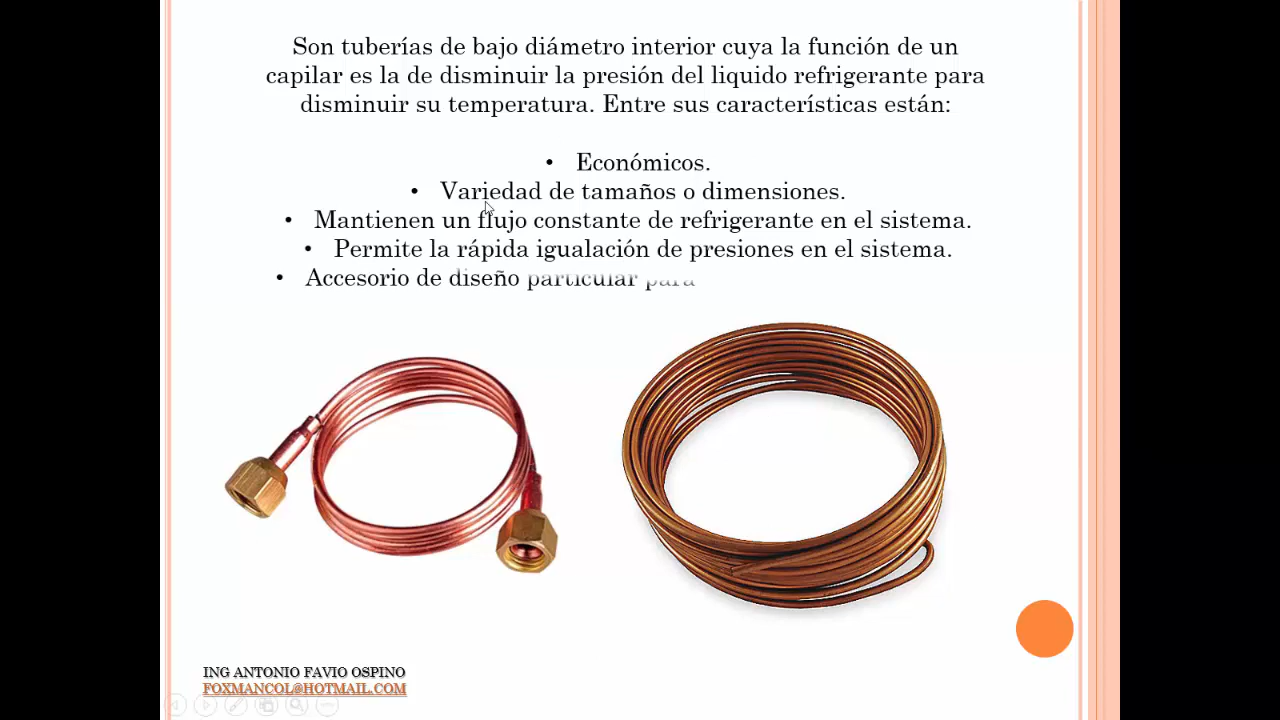 Son tuberías de bajo diámetro interior cuya la función de un
capilar es la de disminuir la presión del liquido refrigerante para
disminuir su temperatura. Entre sus características están:
• Económicos.
• Variedad de tamaños o dimensiones.
• Mantienen un flujo constante de refrigerante en el sistema.
• Permite la rápida igualación de presiones en el sistema.
• Accesorio de diseño particular para
ING ANTONIO FAVIO OSPINO
FOXMANCOL@HOTMAIL.COM